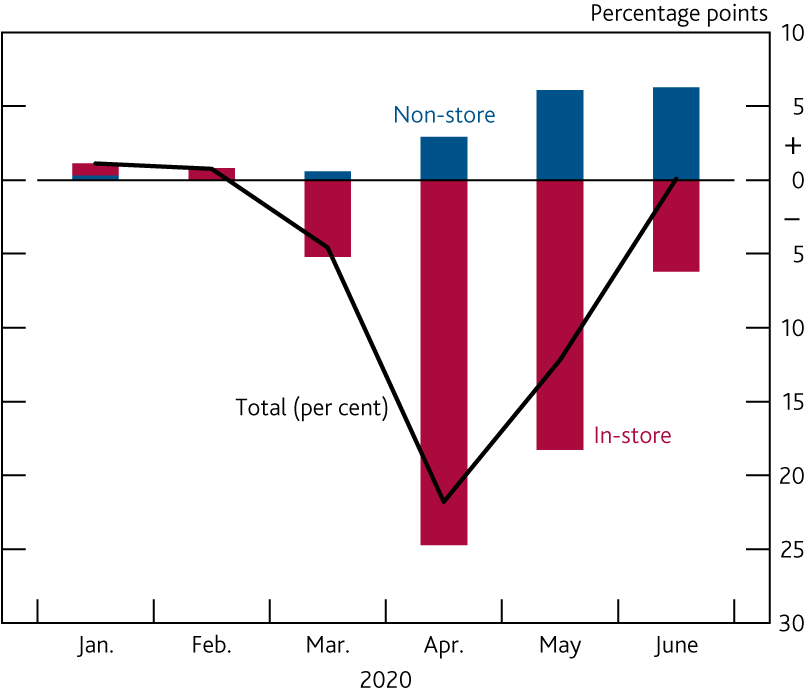 Percentage points
10
5
+
0
–
5
10
15
20
25
30
Non-store
Total (per cent)
In-store
Jan.
Feb.
Mar.
Apr.
May
June
2020